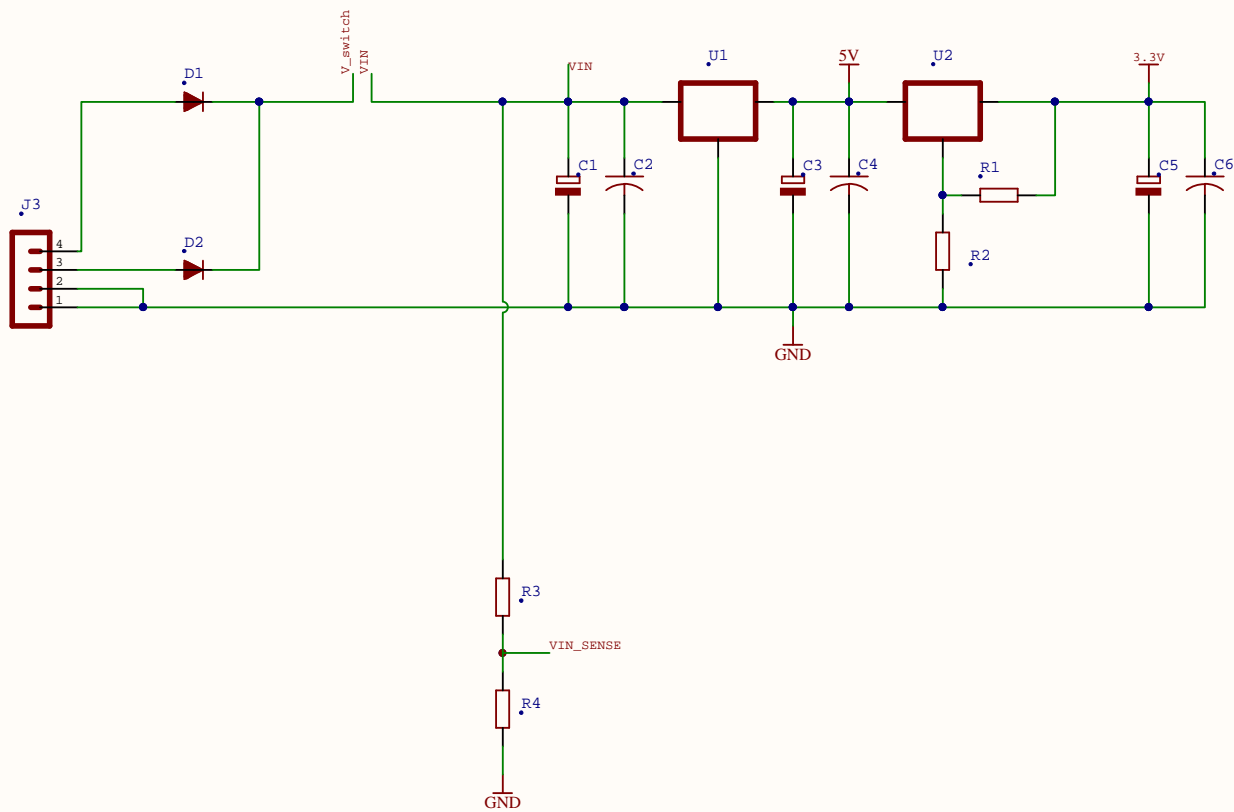 V_switch
VIN
D1
VIN
U1
5V
U2
3.3V
C1
C2
C3
C4
R1
C5
C6
J3
4
D2
3
R2
2
1
GND
R3
VIN_SENSE
R4
GND